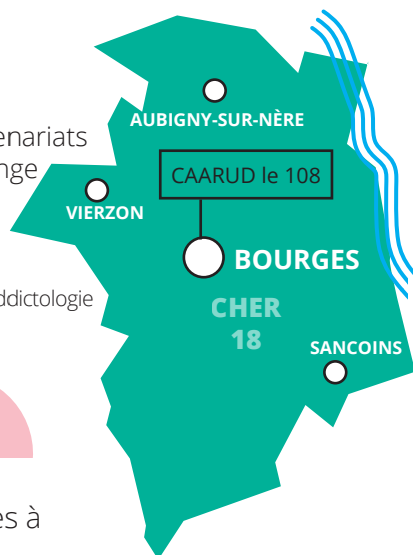 AUBIGNY-SUR-NÈRE
enariats
nge
CAARUD le 108
VIERZON
BOURGES
ddictologie
CHER
18
SANCOINS
es à